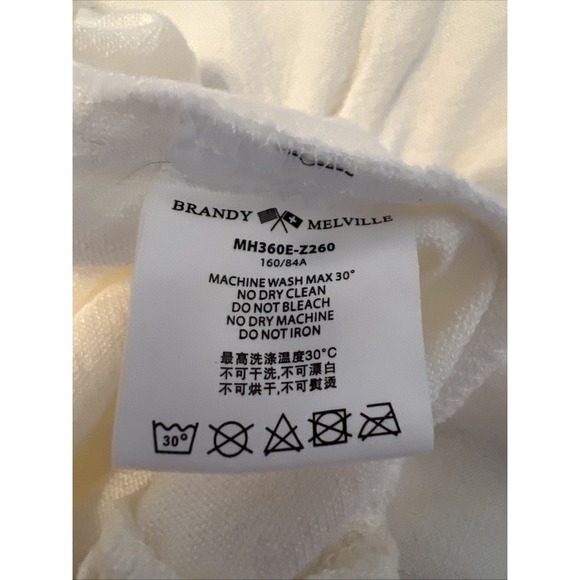 BRANDY MELVILLE
MH360E-Z260
160/84A
MACHINE WASH MAX 30°
NO DRY CLEAN
DO NOT BLEACH
NO DRY MACHINE
DO NOT IRON
最高洗涤温度30°C
不可干洗,不可漂白
不可烘干,不可熨烫
30°